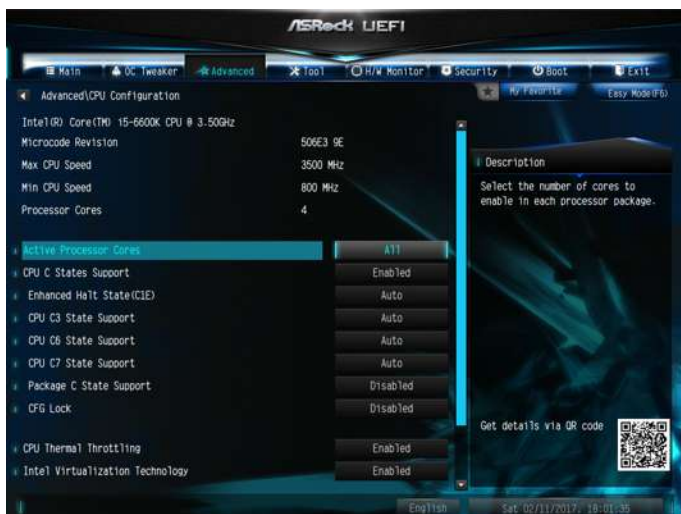 ASRock UEFI
Main OC Tweaker Advanced Tool H/W Monitor Security Boot Exit
Advanced\CPU Configuration
My Favorite Easy Mode(F6)
Intel(R) Core(TM) i5-6600K CPU @ 3.50GHz
Microcode Revision 506E3 9E
Max CPU Speed 3500 MHz
Min CPU Speed 800 MHz
Processor Cores 4
Active Processor Cores All
CPU C States Support Enabled
Enhanced Halt State(C1E) Auto
CPU C3 State Support Auto
CPU C6 State Support Auto
CPU C7 State Support Auto
Package C State Support Disabled
CFG Lock Disabled
CPU Thermal Throttling Enabled
Intel Virtualization Technology Enabled
Description
Select the number of cores to
enable in each processor package.
Get details via QR code
English Sat 02/11/2017, 18:01:35